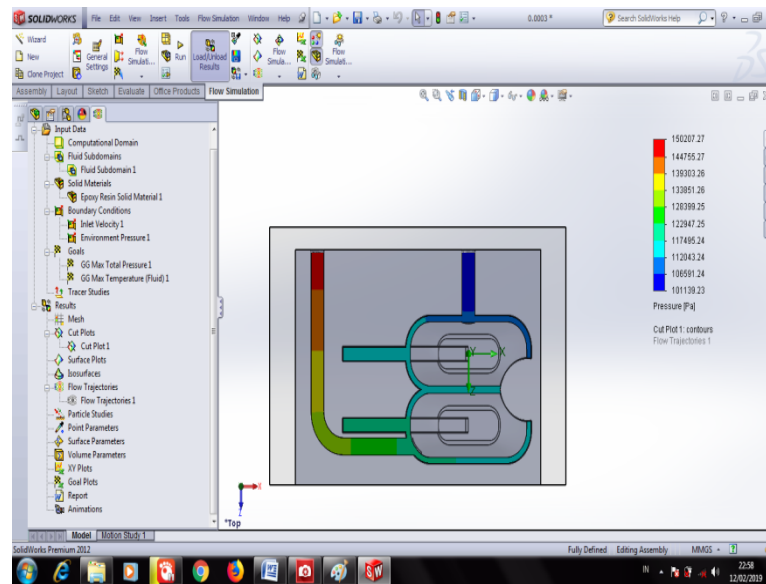 SOLIDWORKS File Edit View Insert Tools Flow Simulation Window Help
0.0003 *
Search SolidWorks Help
Wizard
New
Clone Project
General Settings
Flow Simulati...
Run
Load/Unload Results
Flow Simula...
Flow Simulati...
Assembly Layout Sketch Evaluate Office Products Flow Simulation
Input Data
Computational Domain
Fluid Subdomains
Fluid Subdomain 1
Solid Materials
Epoxy Resin Solid Material 1
Boundary Conditions
Inlet Velocity 1
Environment Pressure 1
Goals
GG Max Total Pressure 1
GG Max Temperature (Fluid) 1
Tracer Studies
Results
Mesh
Cut Plots
Cut Plot 1
Surface Plots
Isosurfaces
Flow Trajectories
Flow Trajectories 1
Particle Studies
Point Parameters
Surface Parameters
Volume Parameters
XY Plots
Goal Plots
Report
Animations
150207.27
144755.27
139303.26
133851.26
128399.25
122947.25
117495.24
112043.24
106591.24
101139.23
Pressure [Pa]
Cut Plot 1: contours
Flow Trajectories 1
Y
X
Z
*Top
Model Motion Study 1
SolidWorks Premium 2012
Fully Defined Editing Assembly MMGS
IN
22:58
12/02/2019